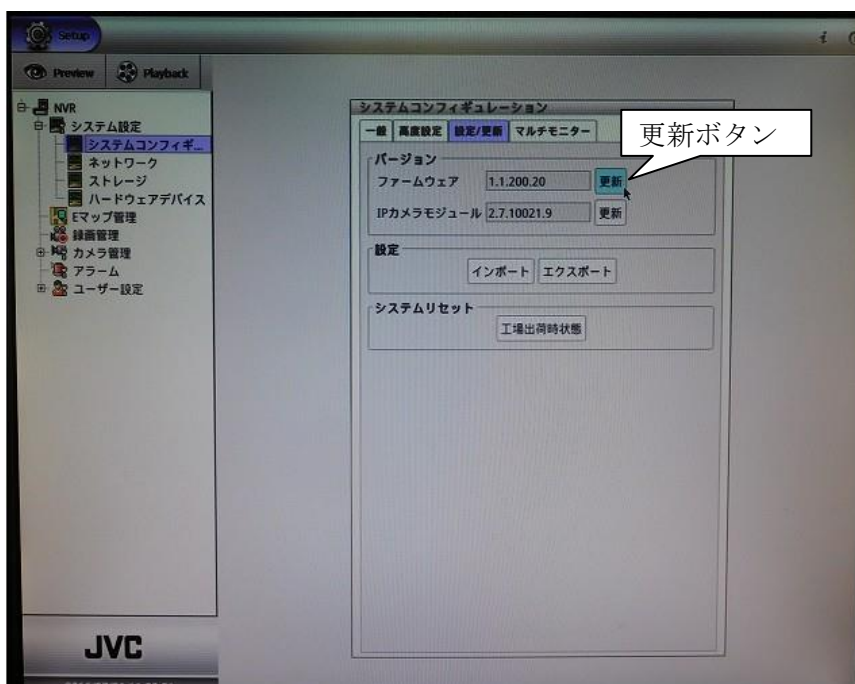 Setup
i
Preview
Playback
NVR
システム設定
システムコンフィギ...
ネットワーク
ストレージ
ハードウェアデバイス
Eマップ管理
録画管理
カメラ管理
アラーム
ユーザー設定
システムコンフィギュレーション
一般 高度設定 設定/更新 マルチモニター
更新ボタン
バージョン
ファームウェア 1.1.200.20 更新
IPカメラモジュール 2.7.10021.9 更新
設定
インポート エクスポート
システムリセット
工場出荷時状態
JVC